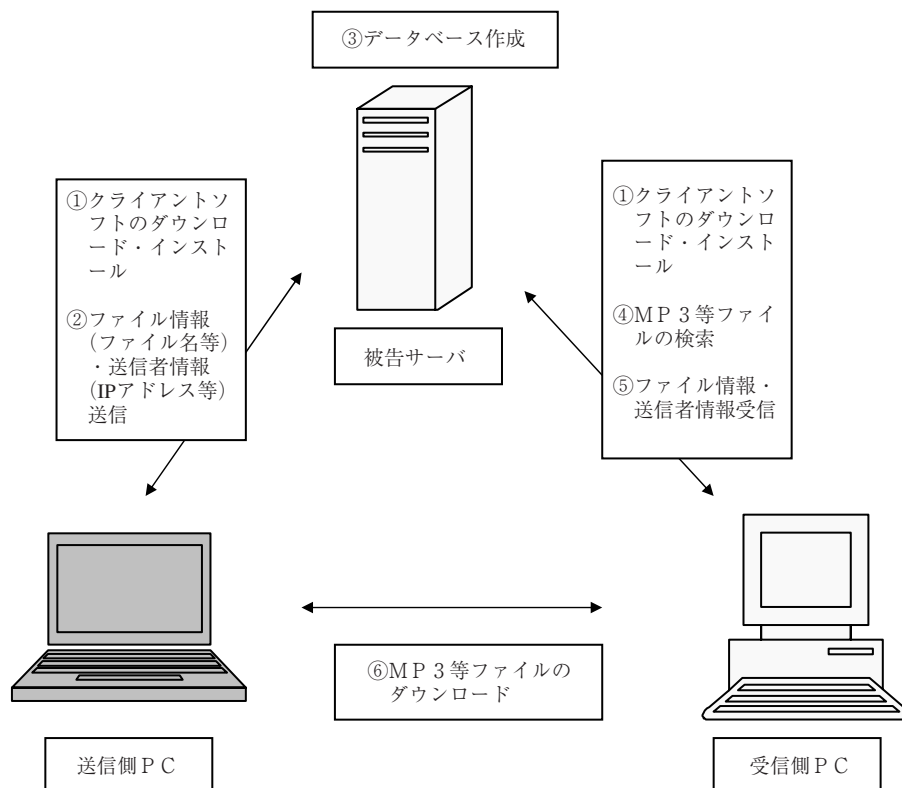 ③データベース作成
①クライアントソ
フトのダウンロ
ード・インスト
ール
②ファイル情報
(ファイル名等)
・送信者情報
(IPアドレス等)
送信
被告サーバ
①クライアントソ
フトのダウンロ
ード・インスト
ール
④MP3等ファイ
ルの検索
⑤ファイル情報・
送信者情報受信
⑥MP3等ファイルの
ダウンロード
送信側PC
受信側PC